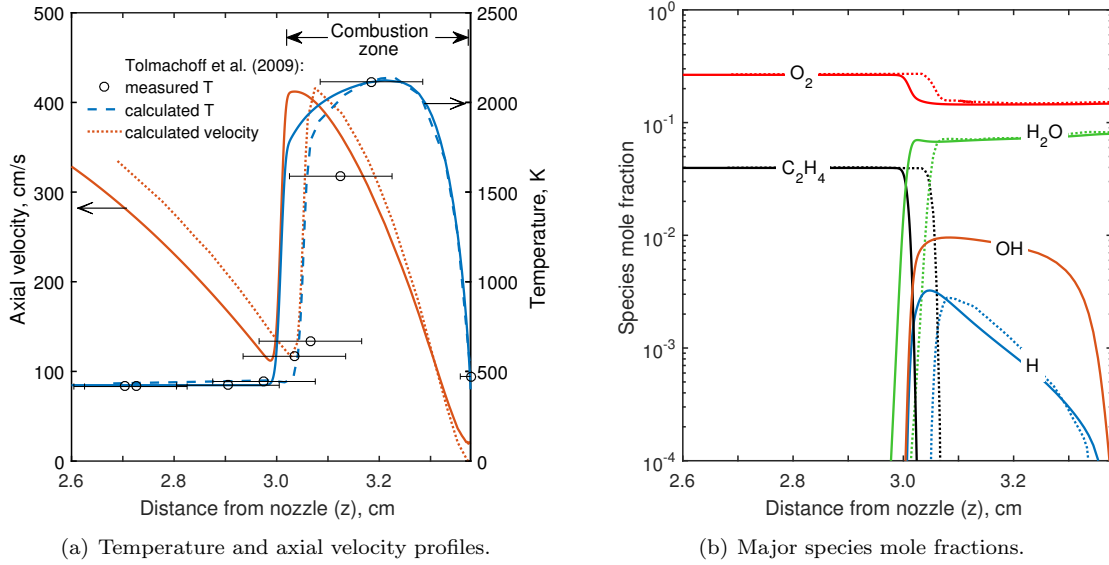 500
400
300
200
100
0
Axial velocity, cm/s
2500
2000
1500
1000
500
0
Temperature, K
Combustion
zone
Tolmachoff et al. (2009):
measured T
calculated T
calculated velocity
2.6 2.8 3.0 3.2
Distance from nozzle (z), cm
(a) Temperature and axial velocity profiles.
10^0
10^-1
10^-2
10^-3
10^-4
Species mole fraction
O_2
H_2O
C_2H_4
OH
H
2.6 2.8 3.0 3.2
Distance from nozzle (z), cm
(b) Major species mole fractions.